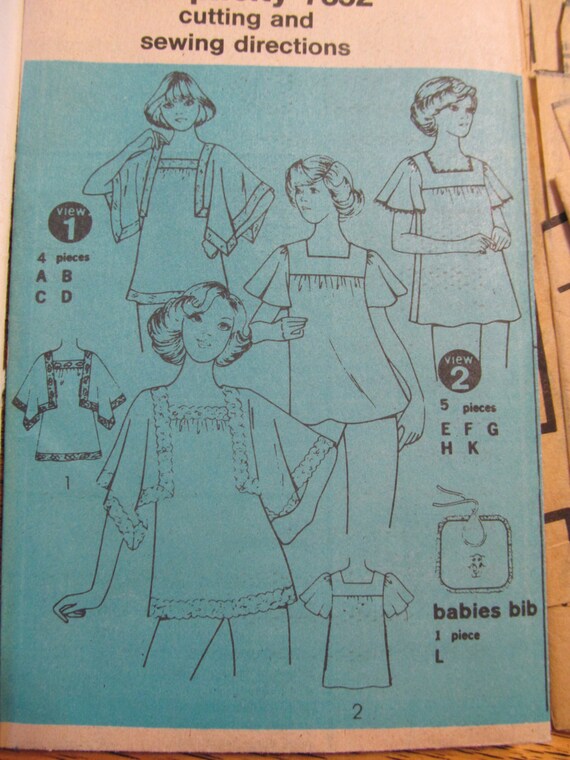 cutting and
sewing directions
view
1
4 pieces
A B
C D
view
2
5 pieces
E F G
H K
1
babies bib
1 piece
L
2